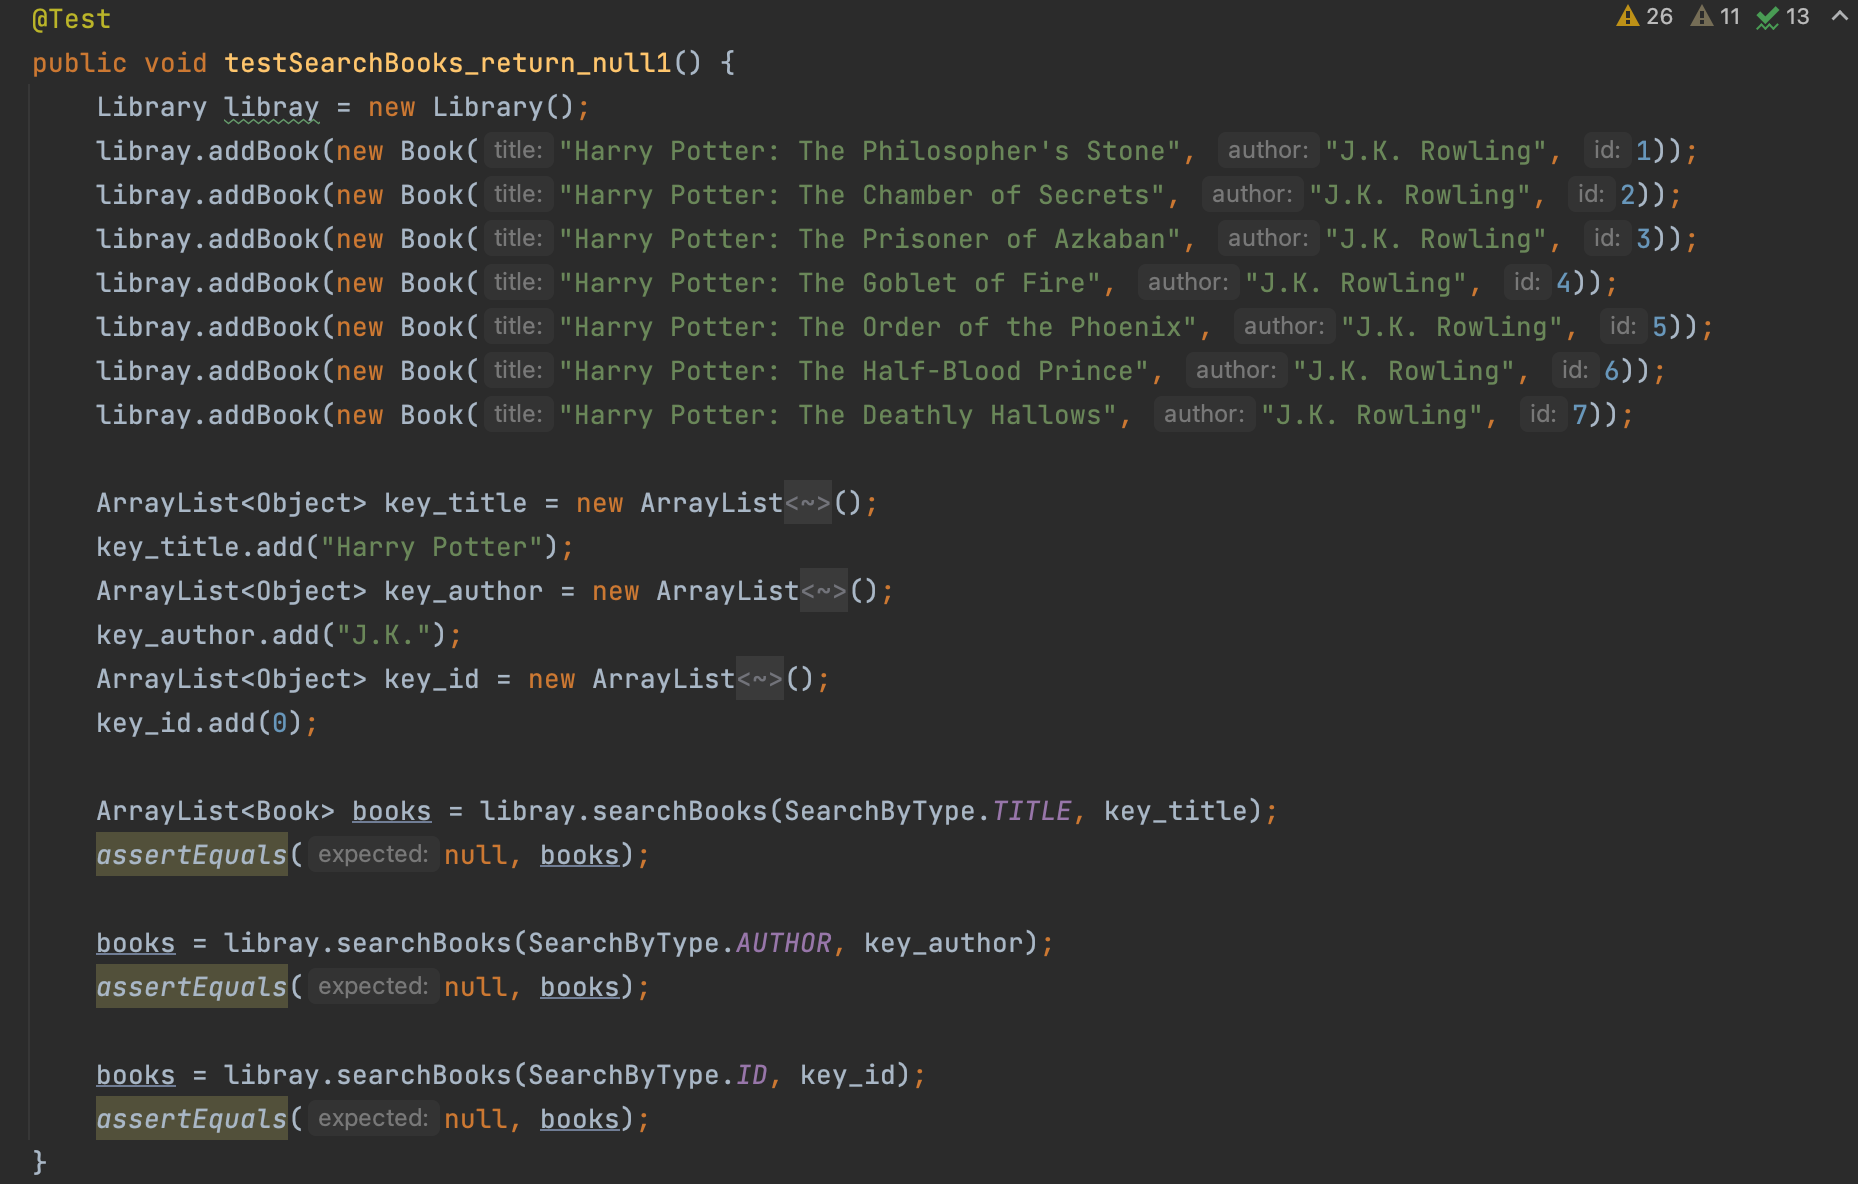 @Test 26 11 13
public void testSearchBooks_return_null1() {
Library libray = new Library();
libray.addBook(new Book( title: "Harry Potter: The Philosopher's Stone", author: "J.K. Rowling", id: 1));
libray.addBook(new Book( title: "Harry Potter: The Chamber of Secrets", author: "J.K. Rowling", id: 2));
libray.addBook(new Book( title: "Harry Potter: The Prisoner of Azkaban", author: "J.K. Rowling", id: 3));
libray.addBook(new Book( title: "Harry Potter: The Goblet of Fire", author: "J.K. Rowling", id: 4));
libray.addBook(new Book( title: "Harry Potter: The Order of the Phoenix", author: "J.K. Rowling", id: 5));
libray.addBook(new Book( title: "Harry Potter: The Half-Blood Prince", author: "J.K. Rowling", id: 6));
libray.addBook(new Book( title: "Harry Potter: The Deathly Hallows", author: "J.K. Rowling", id: 7));
ArrayList<Object> key_title = new ArrayList<~>();
key_title.add("Harry Potter");
ArrayList<Object> key_author = new ArrayList<~>();
key_author.add("J.K.");
ArrayList<Object> key_id = new ArrayList<~>();
key_id.add(0);
ArrayList<Book> books = libray.searchBooks(SearchByType.TITLE, key_title);
assertEquals( expected: null, books);
books = libray.searchBooks(SearchByType.AUTHOR, key_author);
assertEquals( expected: null, books);
books = libray.searchBooks(SearchByType.ID, key_id);
assertEquals( expected: null, books);
}